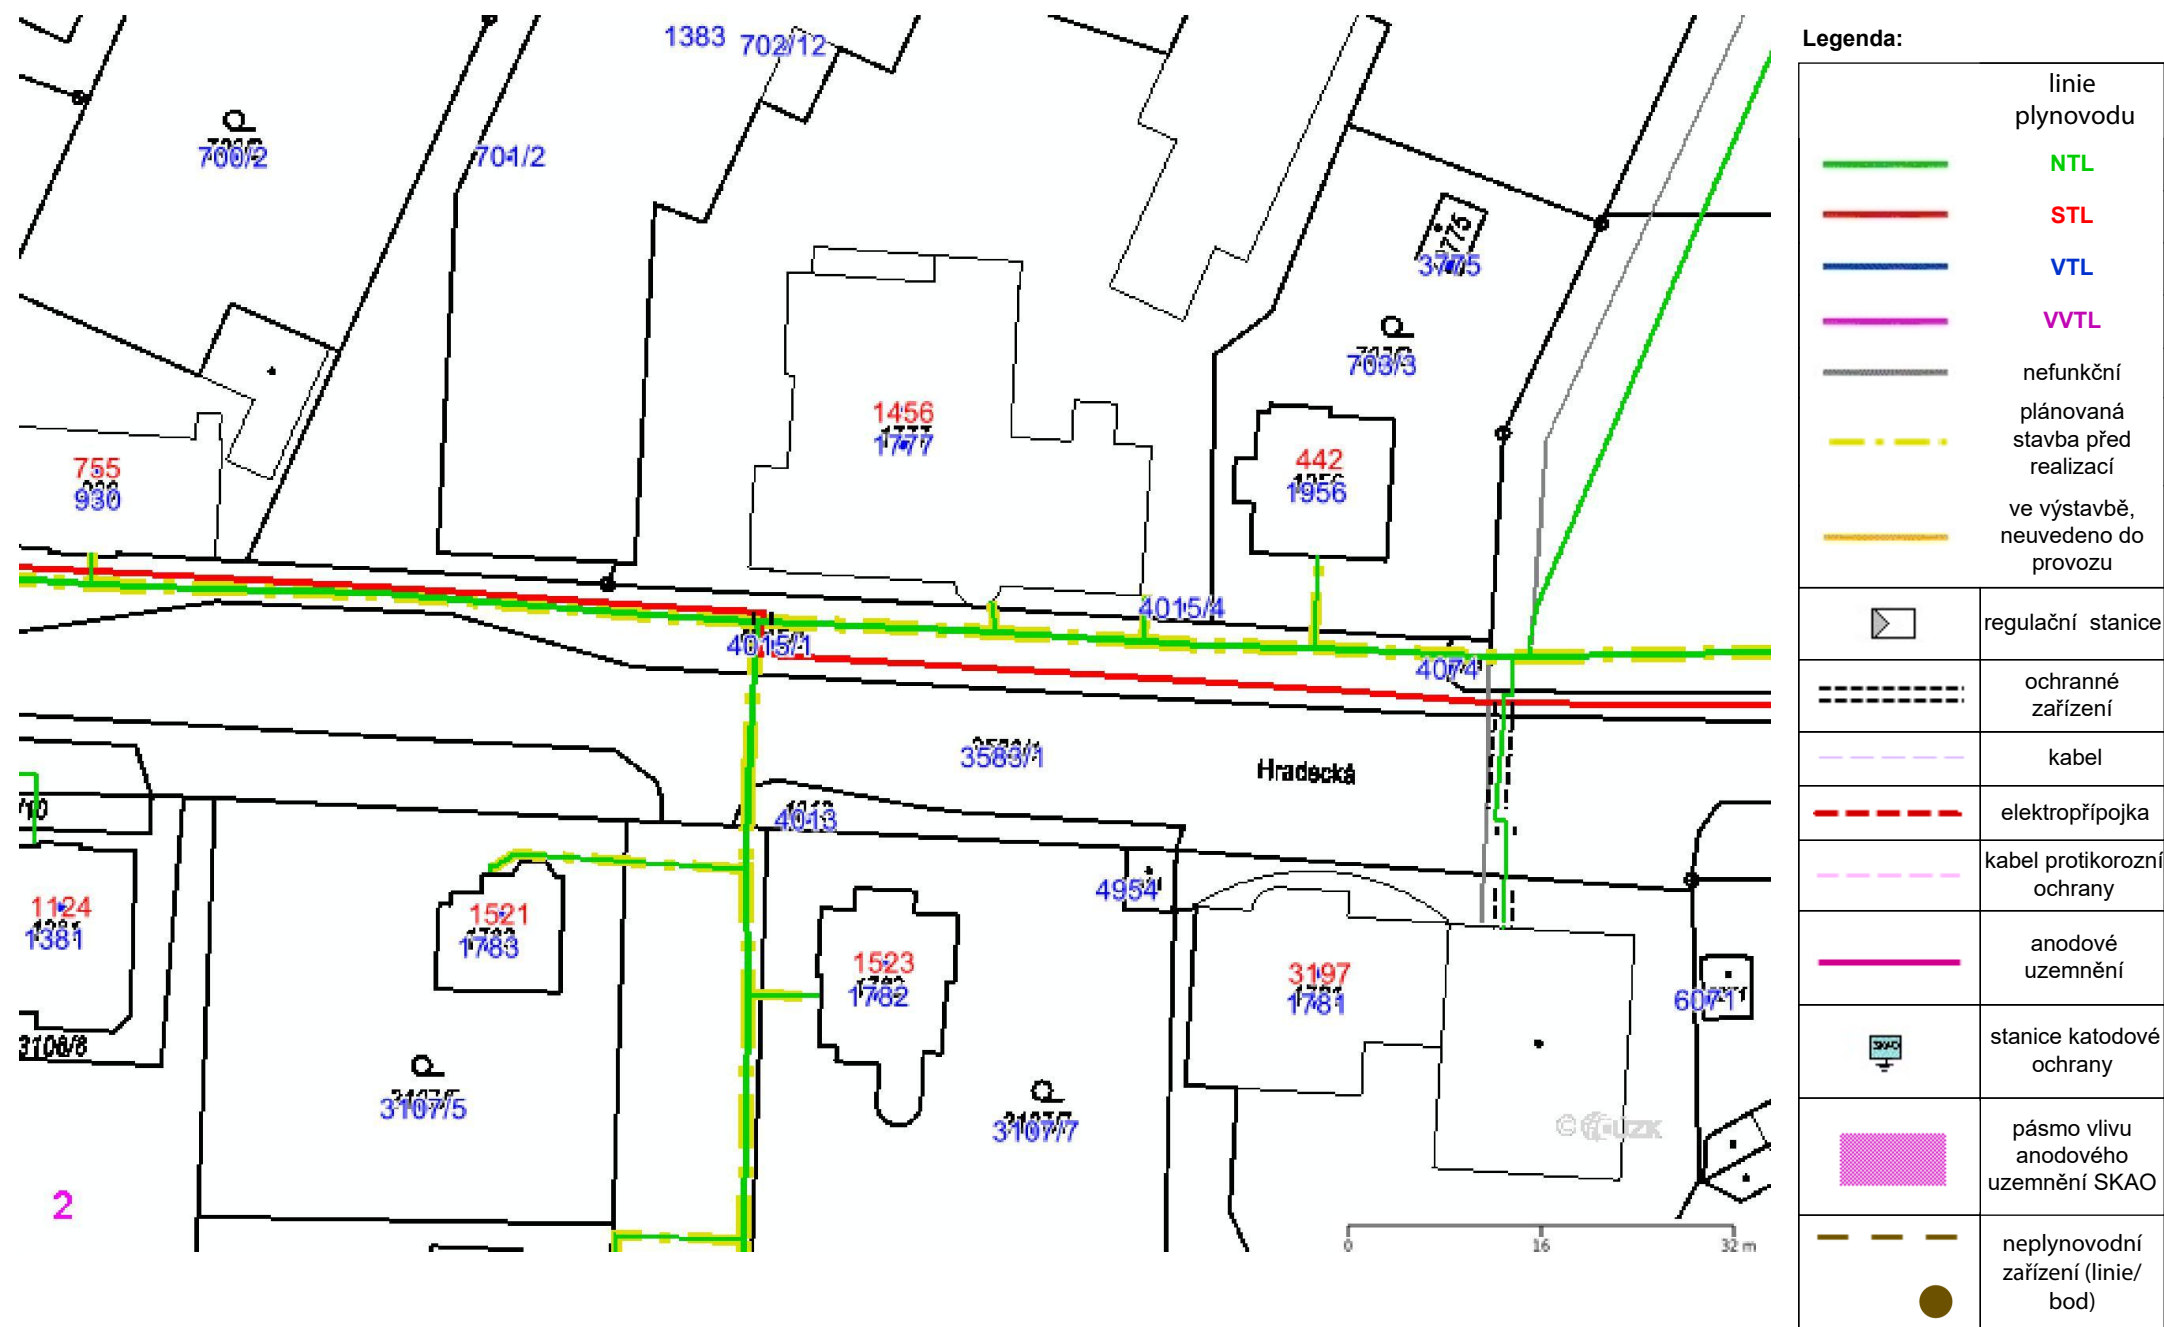 1383
702/12
700/2
701/2
3775
703/3
1456
1777
442
1956
755
930
4015/4
4015/1
4074
3583/1
Hradecká
4013
4954
1124
1381
1521
1783
1523
1782
3197
1781
6071
3106/6
3107/5
3107/7
2
0 16 32 m
Legenda:
linie
plynovodu
NTL
STL
VTL
VVTL
nefunkční
plánovaná
stavba před
realizací
ve výstavbě,
neuvedeno do
provozu
regulační stanice
ochranné
zařízení
kabel
elektropřípojka
kabel protikorozní
ochrany
anodové
uzemnění
SKAO
stanice katodové
ochrany
pásmo vlivu
anodového
uzemnění SKAO
neplynovodní
zařízení (linie/
bod)